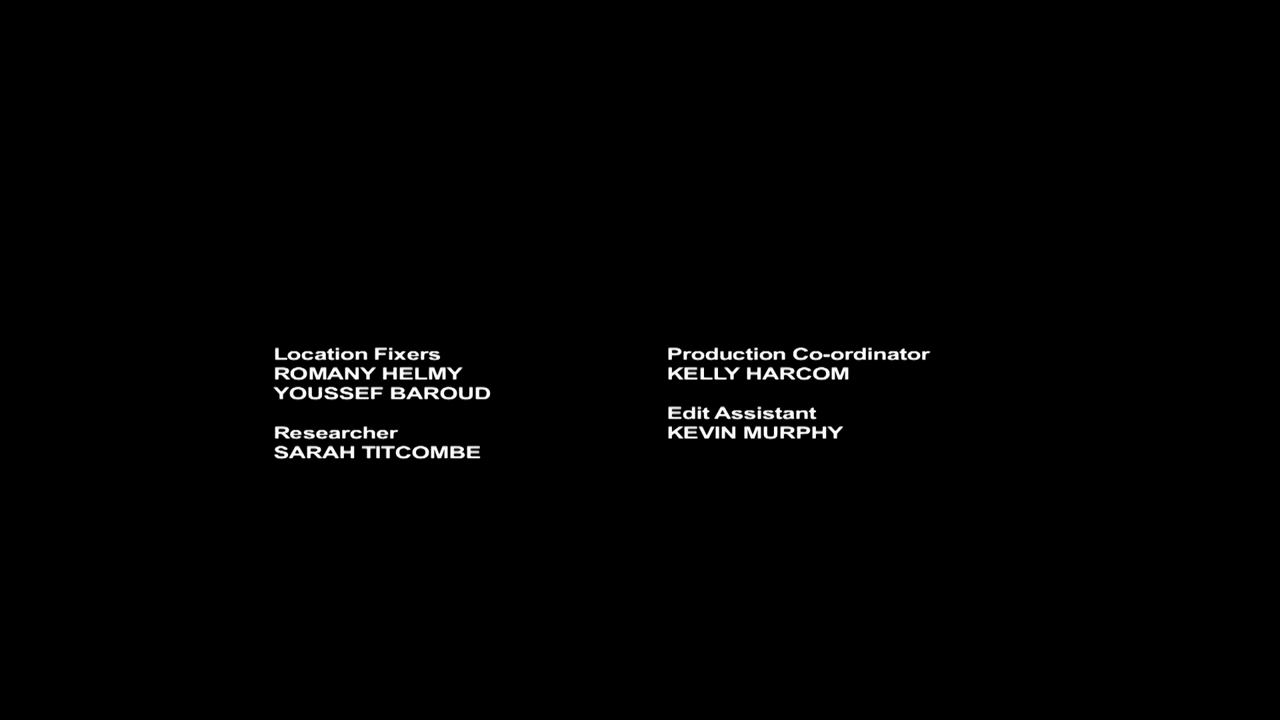 Location Fixers
ROMANY HELMY
YOUSSEF BAROUD
Researcher
SARAH TITCOMBE
Production Co-ordinator
KELLY HARCOM
Edit Assistant
KEVIN MURPHY